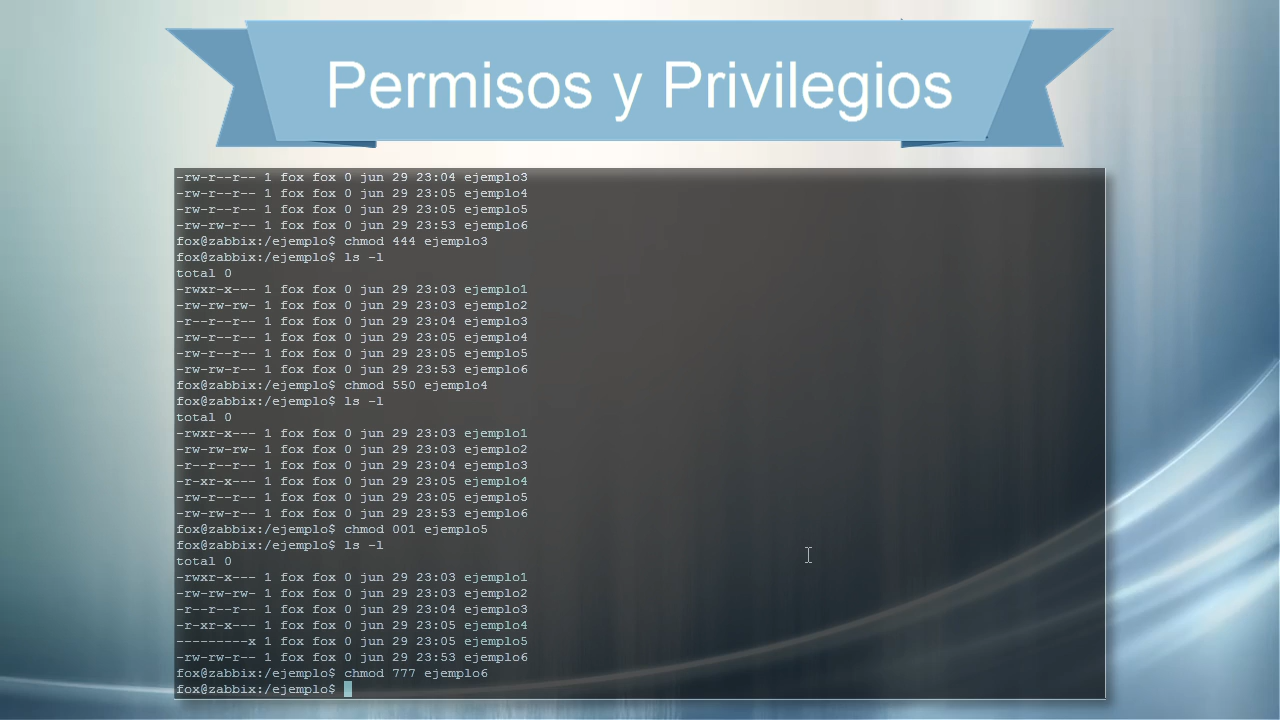 Permisos y Privilegios
-rw-r--r-- 1 fox fox 0 jun 29 23:04 ejemplo3
-rw-r--r-- 1 fox fox 0 jun 29 23:05 ejemplo4
-rw-r--r-- 1 fox fox 0 jun 29 23:05 ejemplo5
-rw-rw-r-- 1 fox fox 0 jun 29 23:53 ejemplo6
fox@zabbix:/ejemplo$ chmod 444 ejemplo3
fox@zabbix:/ejemplo$ ls -l
total 0
-rwxr-x--- 1 fox fox 0 jun 29 23:03 ejemplo1
-rw-rw-rw- 1 fox fox 0 jun 29 23:03 ejemplo2
-r--r--r-- 1 fox fox 0 jun 29 23:04 ejemplo3
-rw-r--r-- 1 fox fox 0 jun 29 23:05 ejemplo4
-rw-r--r-- 1 fox fox 0 jun 29 23:05 ejemplo5
-rw-rw-r-- 1 fox fox 0 jun 29 23:53 ejemplo6
fox@zabbix:/ejemplo$ chmod 550 ejemplo4
fox@zabbix:/ejemplo$ ls -l
total 0
-rwxr-x--- 1 fox fox 0 jun 29 23:03 ejemplo1
-rw-rw-rw- 1 fox fox 0 jun 29 23:03 ejemplo2
-r--r--r-- 1 fox fox 0 jun 29 23:04 ejemplo3
-r-xr-x--- 1 fox fox 0 jun 29 23:05 ejemplo4
-rw-r--r-- 1 fox fox 0 jun 29 23:05 ejemplo5
-rw-rw-r-- 1 fox fox 0 jun 29 23:53 ejemplo6
fox@zabbix:/ejemplo$ chmod 001 ejemplo5
fox@zabbix:/ejemplo$ ls -l
total 0
-rwxr-x--- 1 fox fox 0 jun 29 23:03 ejemplo1
-rw-rw-rw- 1 fox fox 0 jun 29 23:03 ejemplo2
-r--r--r-- 1 fox fox 0 jun 29 23:04 ejemplo3
-r-xr-x--- 1 fox fox 0 jun 29 23:05 ejemplo4
---------x 1 fox fox 0 jun 29 23:05 ejemplo5
-rw-rw-r-- 1 fox fox 0 jun 29 23:53 ejemplo6
fox@zabbix:/ejemplo$ chmod 777 ejemplo6
fox@zabbix:/ejemplo$